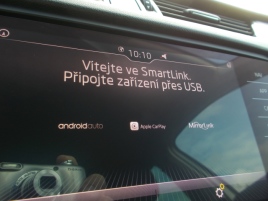 10:10
Vítejte ve SmartLink.
Připojte zařízení přes USB.
androidauto
Apple CarPlay
MirrorLink